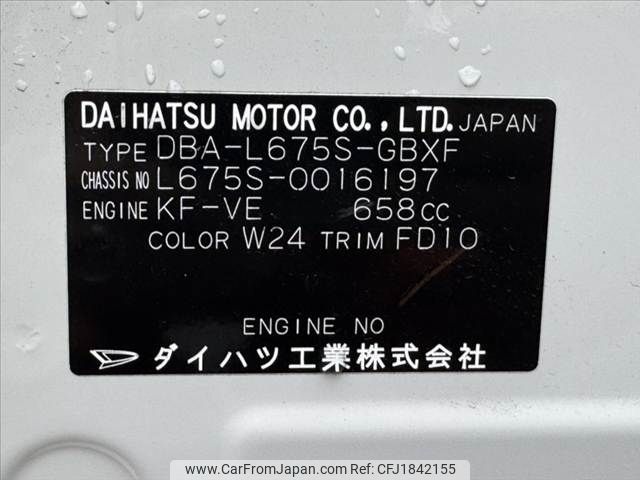 DAIHATSU MOTOR CO., LTD. JAPAN
TYPE DBA-L675S-GBXF
CHASSIS NO L675S-0016197
ENGINE KF-VE 658CC
COLOR W24 TRIM FD10
ENGINE NO
ダイハツ工業株式会社
www.CarFromJapan.com | CFJ1842155